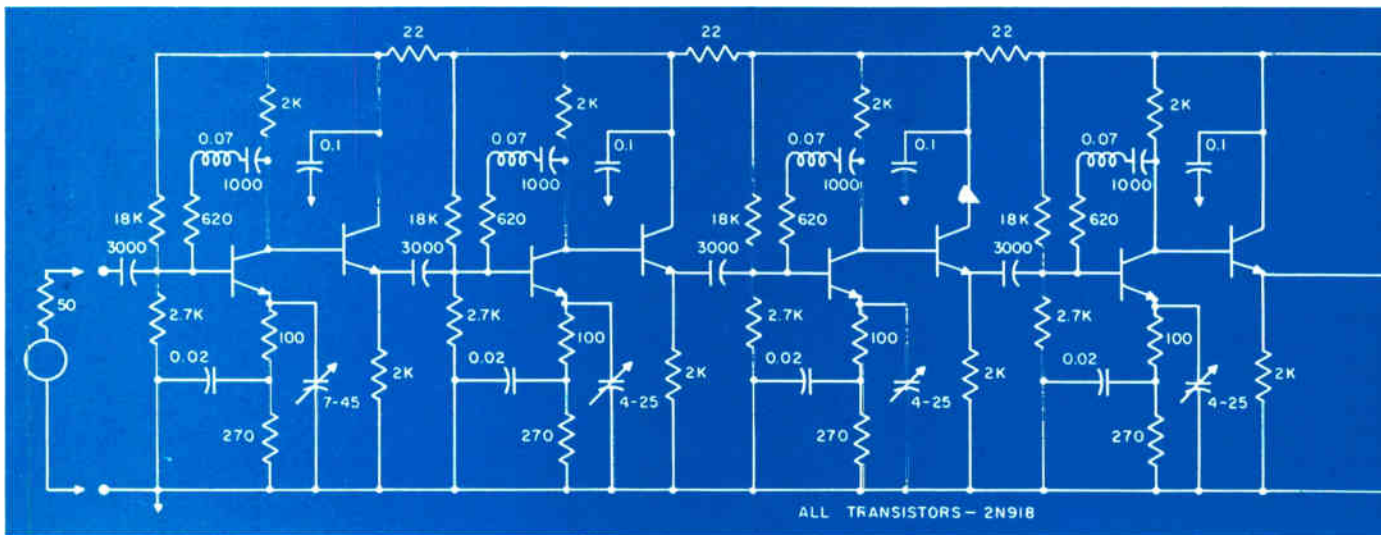 22 22 22
2K 2K 2K 2K
0.07 0.1 0.07 0.1 0.07 0.1 0.07 0.1
1000 1000 1000 1000
18K 620 18K 620 18K 620 18K 620
3000 3000 3000 3000
50 2.7K 100 2.7K 100 2.7K 100 2.7K 100
0.02 2K 0.02 2K 0.02 2K 0.02 2K
7-45 4-25 4-25 4-25
270 270 270 270
ALL TRANSISTORS - 2N918